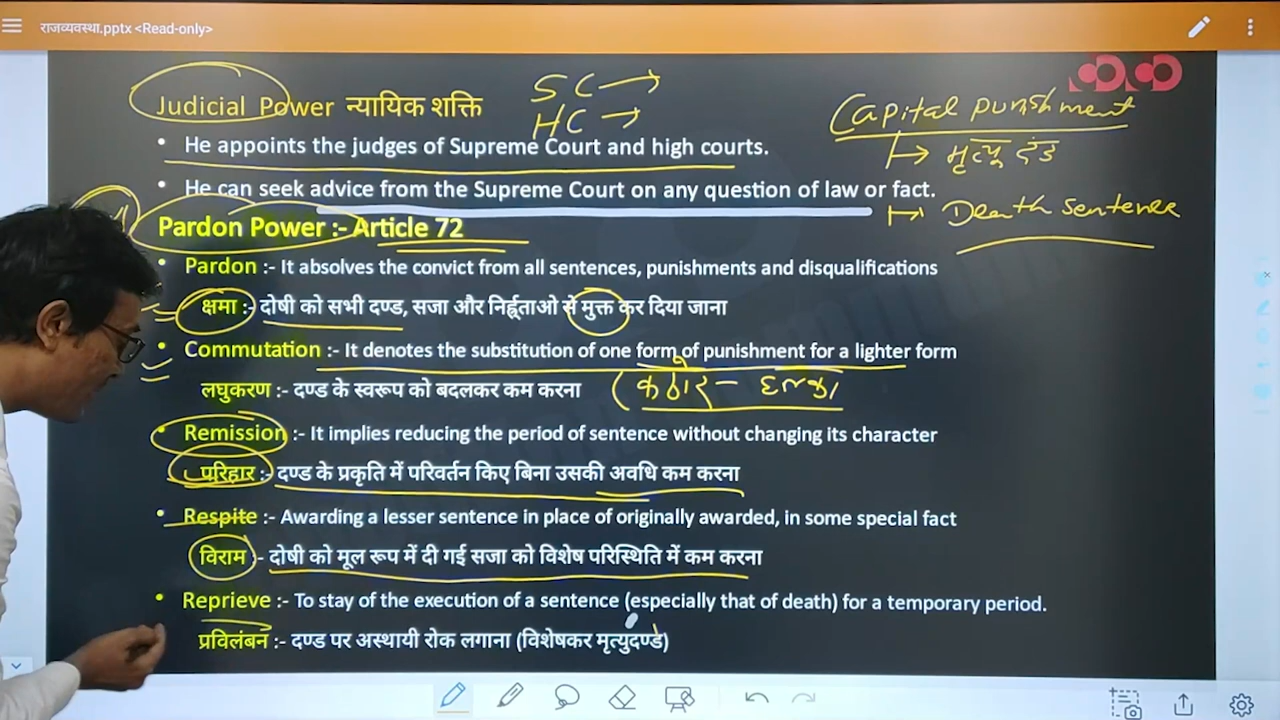 राजव्यवस्था.pptx <Read-only>
Judicial Power न्यायिक शक्ति
SC →
HC →
Capital punishment
→ मृत्यु दंड
→ Death sentence
• He appoints the judges of Supreme Court and high courts.
• He can seek advice from the Supreme Court on any question of law or fact.
Pardon Power :- Article 72
• Pardon :- It absolves the convict from all sentences, punishments and disqualifications
क्षमा :- दोषी को सभी दण्ड, सजा और निर्हताओ से मुक्त कर दिया जाना
• Commutation :- It denotes the substitution of one form of punishment for a lighter form
लघुकरण :- दण्ड के स्वरूप को बदलकर कम करना
(कठोर - हल्का
• Remission :- It implies reducing the period of sentence without changing its character
परिहार :- दण्ड के प्रकृति में परिवर्तन किए बिना उसकी अवधि कम करना
• Respite :- Awarding a lesser sentence in place of originally awarded, in some special fact
विराम :- दोषी को मूल रूप में दी गई सजा को विशेष परिस्थिति में कम करना
• Reprieve :- To stay of the execution of a sentence (especially that of death) for a temporary period.
प्रविलंबन :- दण्ड पर अस्थायी रोक लगाना (विशेषकर मृत्युदण्ड)